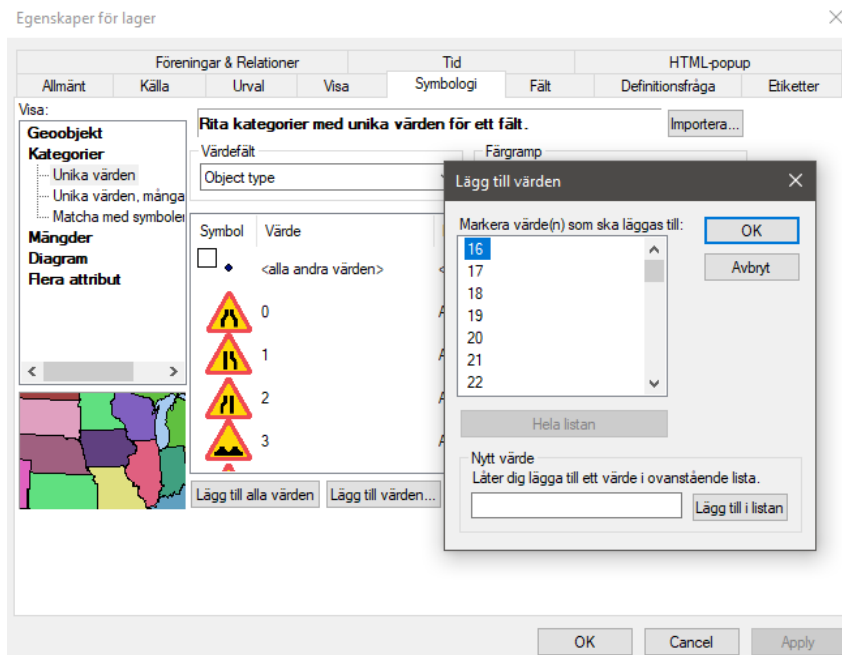 Egenskaper för lager
Föreningar & Relationer
Tid
HTML-popup
Allmänt
Källa
Urval
Visa
Symbologi
Fält
Definitionsfråga
Etiketter
Visa:
Geoobjekt
Kategorier
Unika värden
Unika värden, många
Matcha med symboler
Mängder
Diagram
Flera attribut
Rita kategorier med unika värden för ett fält.
Importera...
Värdefält
Object type
Färgramp
Symbol
Värde
<alla andra värden>
0
1
2
3
Lägg till alla värden
Lägg till värden...
Lägg till värden
Markera värde(n) som ska läggas till:
16
17
18
19
20
21
22
OK
Avbryt
Hela listan
Nytt värde
Låter dig lägga till ett värde i ovanstående lista.
Lägg till i listan
OK
Cancel
Apply